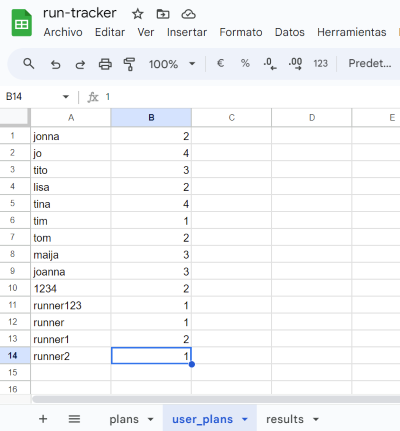 run-tracker
Archivo Editar Ver Insertar Formato Datos Herramientas
100% € % .0 .00 123 Predet...
B14 fx 1
A B C D E
1 jonna 2
2 jo 4
3 tito 3
4 lisa 2
5 tina 4
6 tim 1
7 tom 2
8 maija 3
9 joanna 3
10 1234 2
11 runner123 1
12 runner 1
13 runner1 2
14 runner2 1
15
16
plans user_plans results